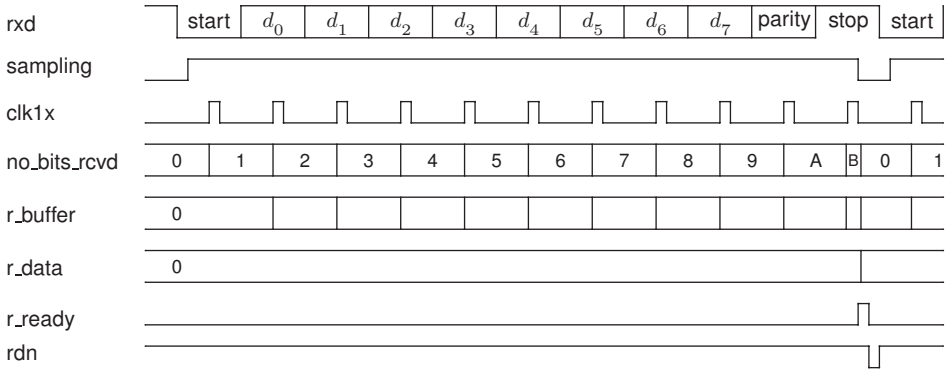 rxd start d0 d1 d2 d3 d4 d5 d6 d7 parity stop start
sampling
clk1x
no_bits_rcvd 0 1 2 3 4 5 6 7 8 9 A B 0 1
r_buffer 0
r_data 0
r_ready
rdn